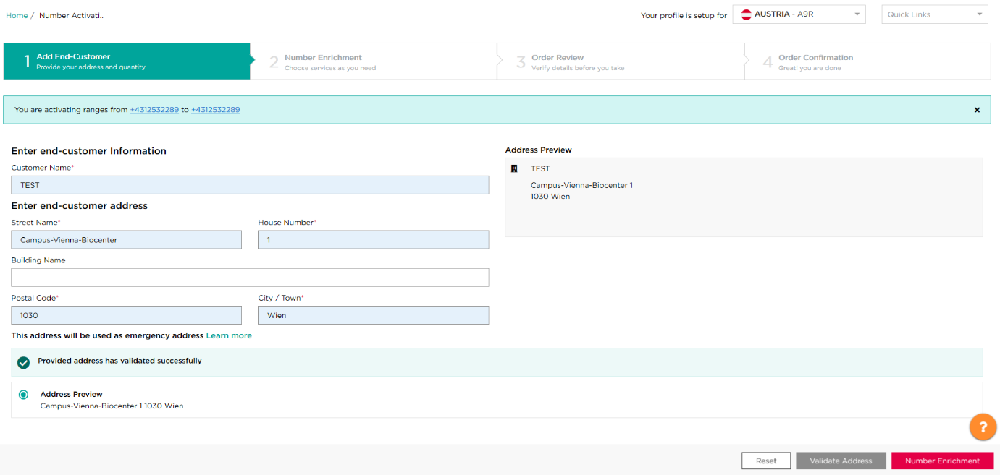 Home / Number Activati..
Your profile is setup for
AUSTRIA - A9R
Quick Links
1 Add End-Customer
Provide your address and quantity
2 Number Enrichment
Choose services as you need
3 Order Review
Verify details before you take
4 Order Confirmation
Great! you are done
You are activating ranges from +4312532289 to +4312532289
Enter end-customer Information
Customer Name*
TEST
Enter end-customer address
Street Name*
House Number*
Campus-Vienna-Biocenter
1
Building Name
Postal Code*
City / Town*
1030
Wien
This address will be used as emergency address Learn more
Address Preview
TEST
Campus-Vienna-Biocenter 1
1030 Wien
Provided address has validated successfully
Address Preview
Campus-Vienna-Biocenter 1 1030 Wien
?
Reset
Validate Address
Number Enrichment